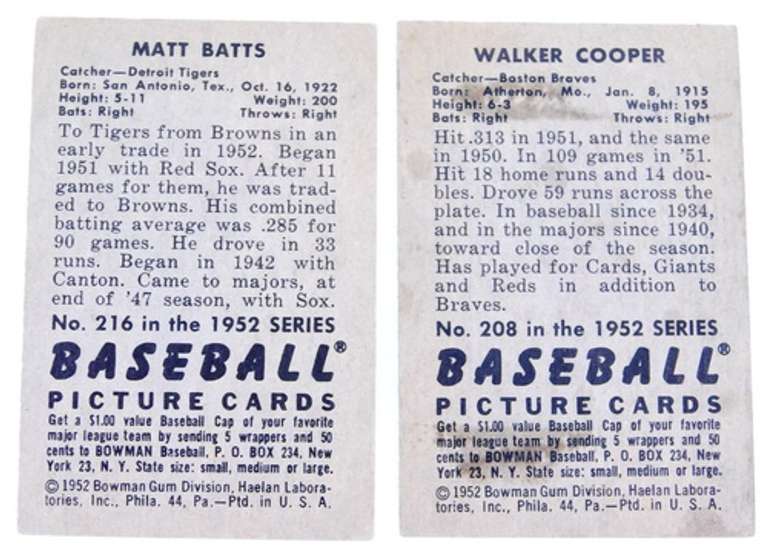 MATT BATTS
Catcher—Detroit Tigers
Born: San Antonio, Tex., Oct. 16, 1922
Height: 5-11 Weight: 200
Bats: Right Throws: Right
To Tigers from Browns in an
early trade in 1952. Began
1951 with Red Sox. After 11
games for them, he was trad-
ed to Browns. His combined
batting average was .285 for
90 games. He drove in 33
runs. Began in 1942 with
Canton. Came to majors, at
end of '47 season, with Sox.
No. 216 in the 1952 SERIES
BASEBALL®
PICTURE CARDS
Get a $1.00 value Baseball Cap of your favorite
major league team by sending 5 wrappers and 50
cents to BOWMAN Baseball, P. O. BOX 234, New
York 23, N. Y. State size: small, medium or large.
©1952 Bowman Gum Division, Haelan Labora-
tories, Inc., Phila. 44, Pa.—Ptd. in U. S. A.
WALKER COOPER
Catcher—Boston Braves
Born: Atherton, Mo., Jan. 8, 1915
Height: 6-3 Weight: 195
Bats: Right Throws: Right
Hit .313 in 1951, and the same
in 1950. In 109 games in '51.
Hit 18 home runs and 14 dou-
bles. Drove 59 runs across the
plate. In baseball since 1934,
and in the majors since 1940,
toward close of the season.
Has played for Cards, Giants
and Reds in addition to
Braves.
No. 208 in the 1952 SERIES
BASEBALL®
PICTURE CARDS
Get a $1.00 value Baseball Cap of your favorite
major league team by sending 5 wrappers and 50
cents to BOWMAN Baseball, P. O. BOX 234, New
York 23, N. Y. State size: small, medium or large.
©1952 Bowman Gum Division, Haelan Labora-
tories, Inc., Phila. 44, Pa.—Ptd. in U. S. A.